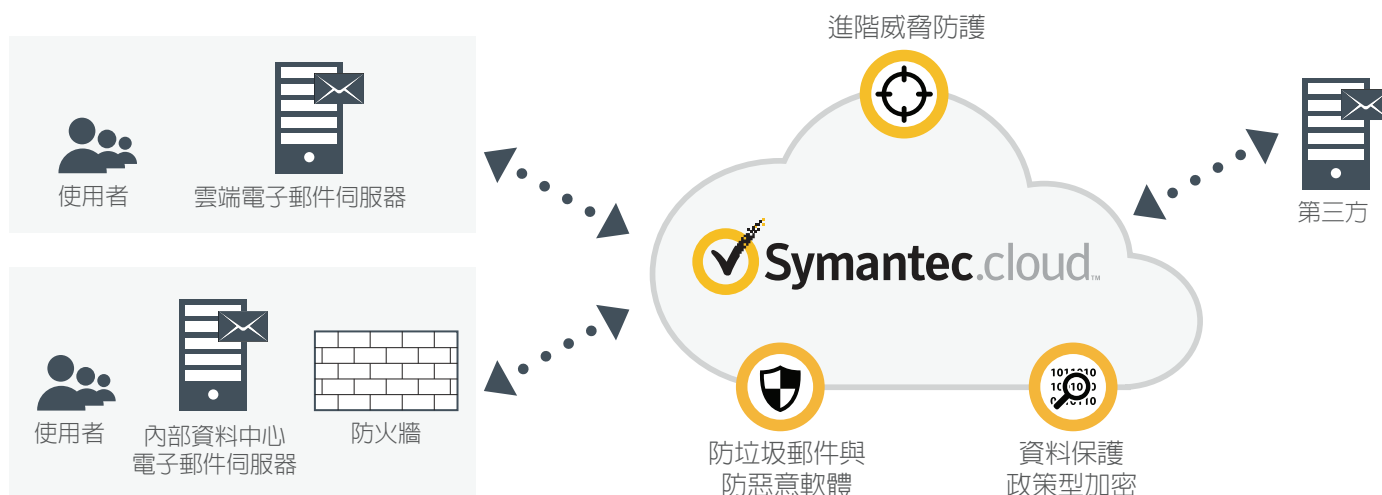 進階威脅防護
使用者
雲端電子郵件伺服器
Symantec.cloud™
第三方
使用者
內部資料中心
電子郵件伺服器
防火牆
防垃圾郵件與
防惡意軟體
1011010
資料保護
政策型加密